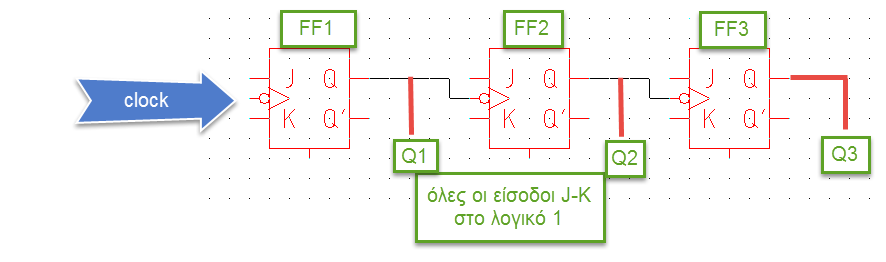 FF1 FF2 FF3
J Q J Q J Q
clock
K Q′ K Q′ K Q′
Q1 Q2 Q3
όλες οι είσοδοι J-K
στο λογικό 1